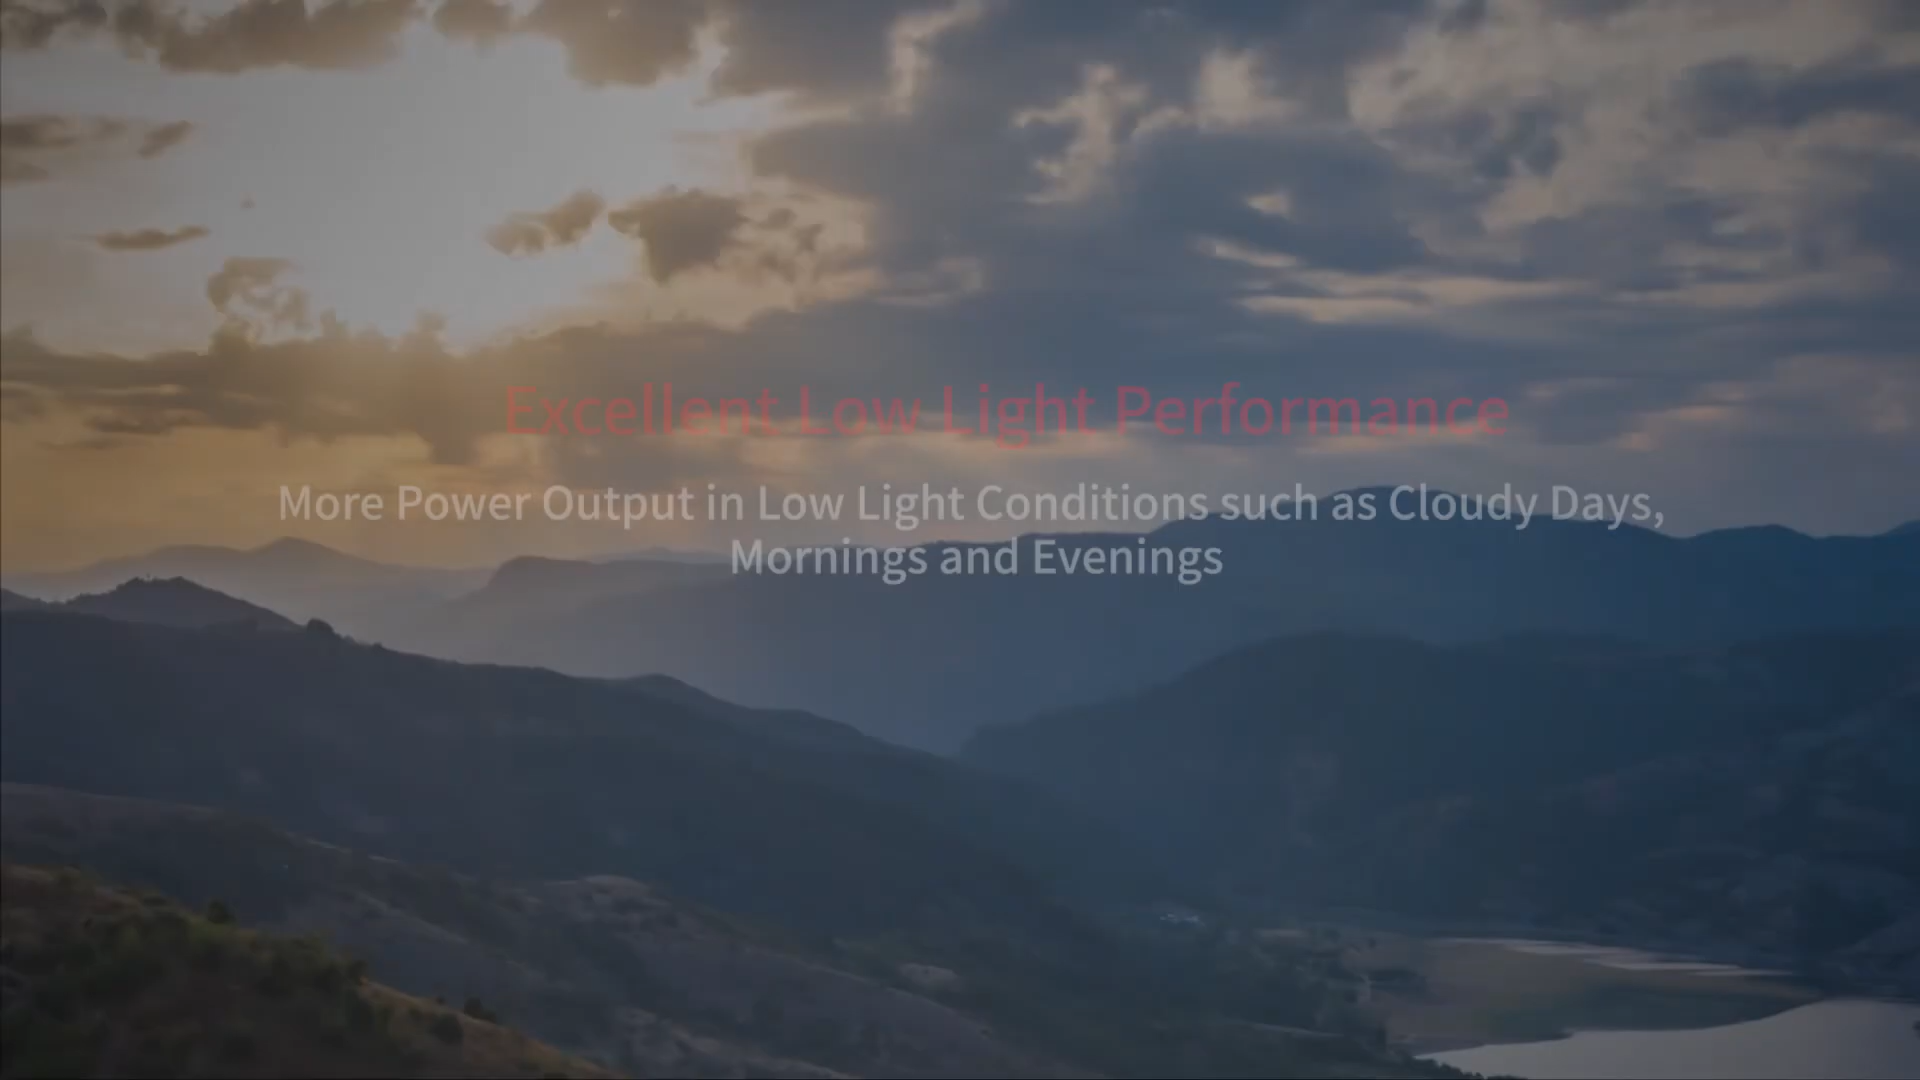 Excellent Low Light Performance
More Power Output in Low Light Conditions such as Cloudy Days,
Mornings and Evenings